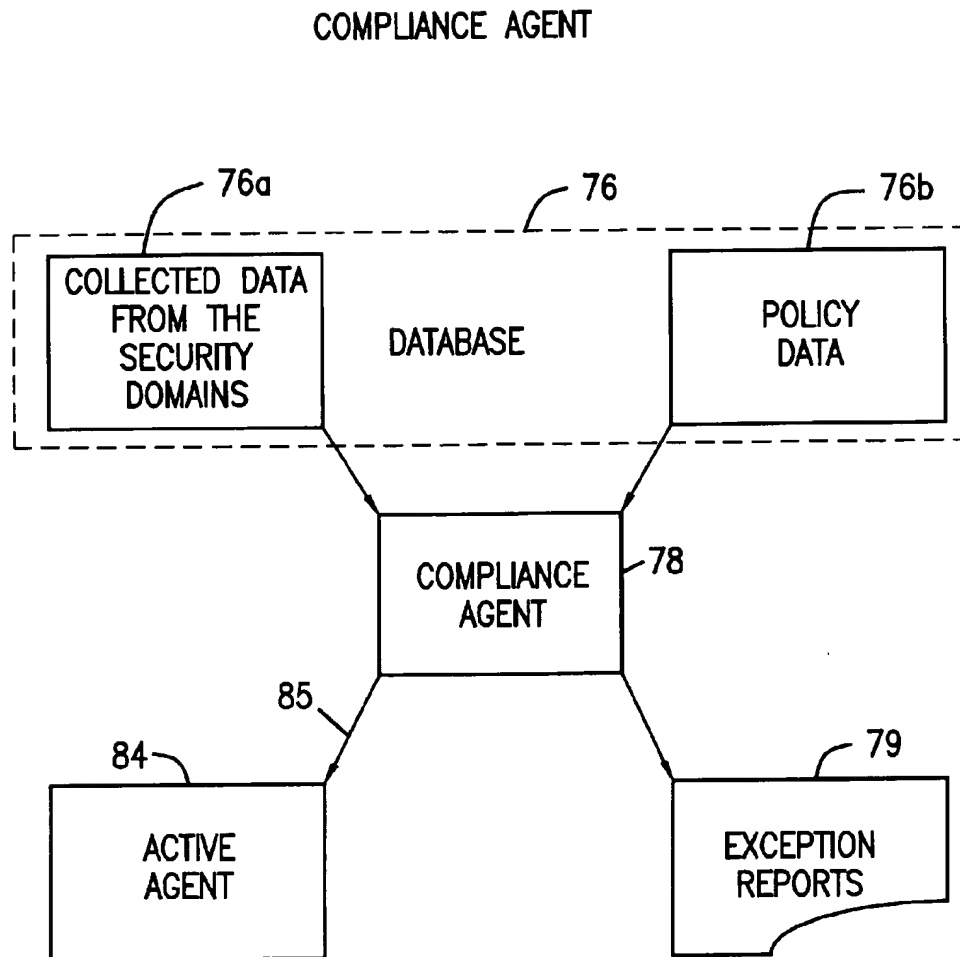 COMPLIANCE AGENT
76a
76
76b
COLLECTED DATA
FROM THE
SECURITY
DOMAINS
DATABASE
POLICY
DATA
COMPLIANCE
AGENT
78
85
84
79
ACTIVE
AGENT
EXCEPTION
REPORTS